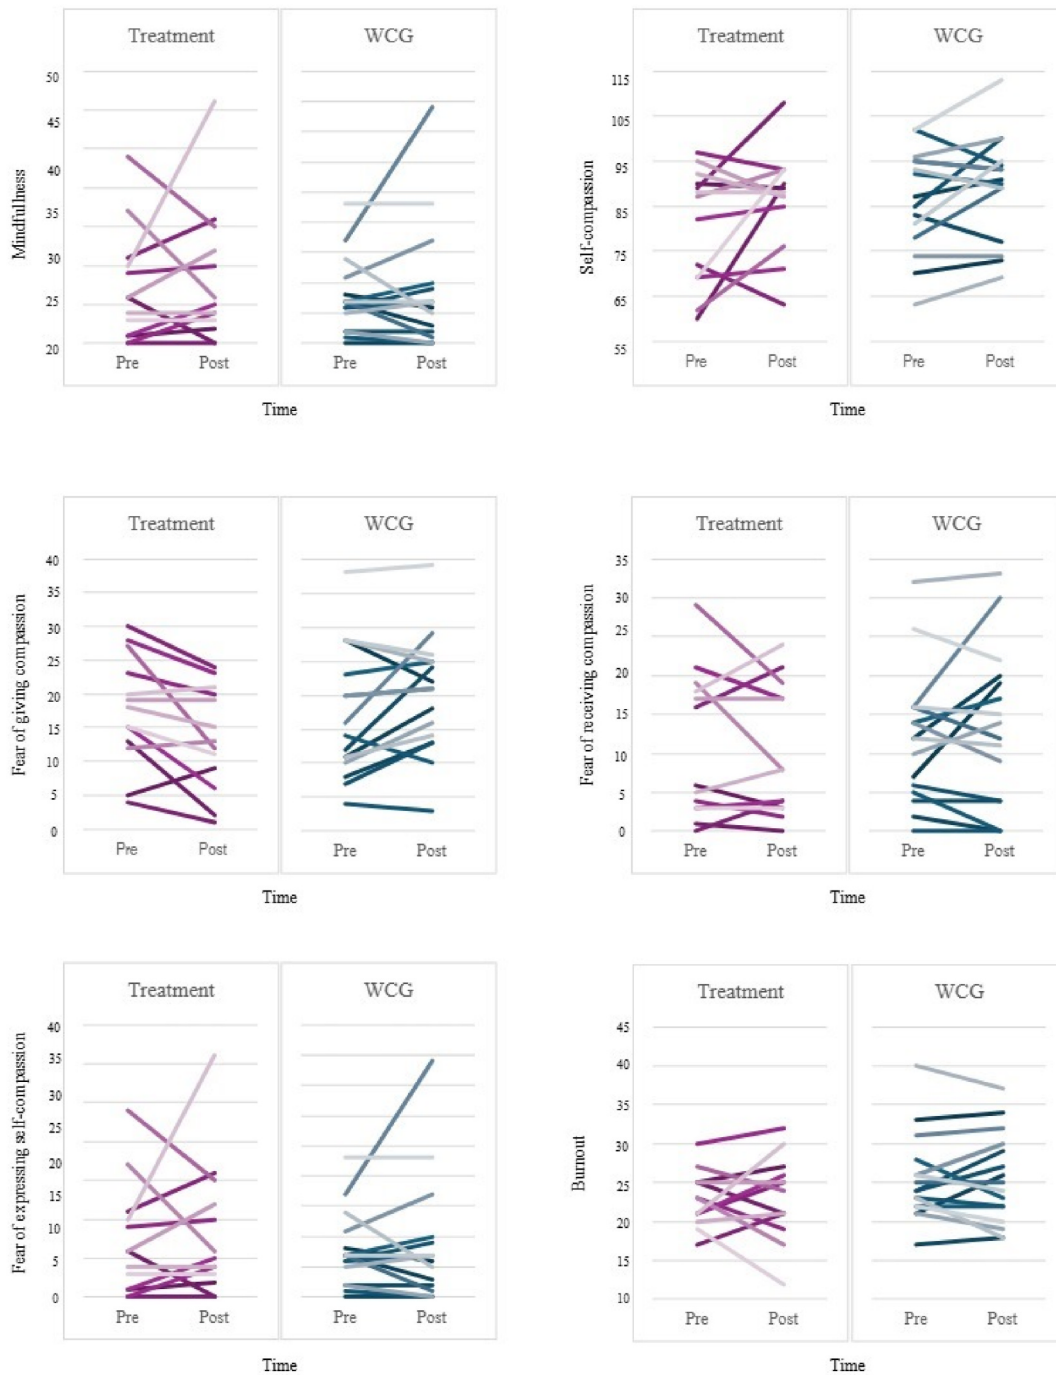 Treatment WCG
Mindfullness
50
45
40
35
30
25
20
Pre Post Pre Post
Time
Treatment WCG
Self-compassion
115
105
95
85
75
65
55
Pre Post Pre Post
Time
Treatment WCG
Fear of giving compassion
40
35
30
25
20
15
10
5
0
Pre Post Pre Post
Time
Treatment WCG
Fear of receiving compassion
35
30
25
20
15
10
5
0
Pre Post Pre Post
Time
Treatment WCG
Fear of expressing self-compassion
40
30
20
15
10
5
0
Pre Post Pre Post
Time
Treatment WCG
Burnout
45
40
35
30
25
20
15
10
Pre Post Pre Post
Time